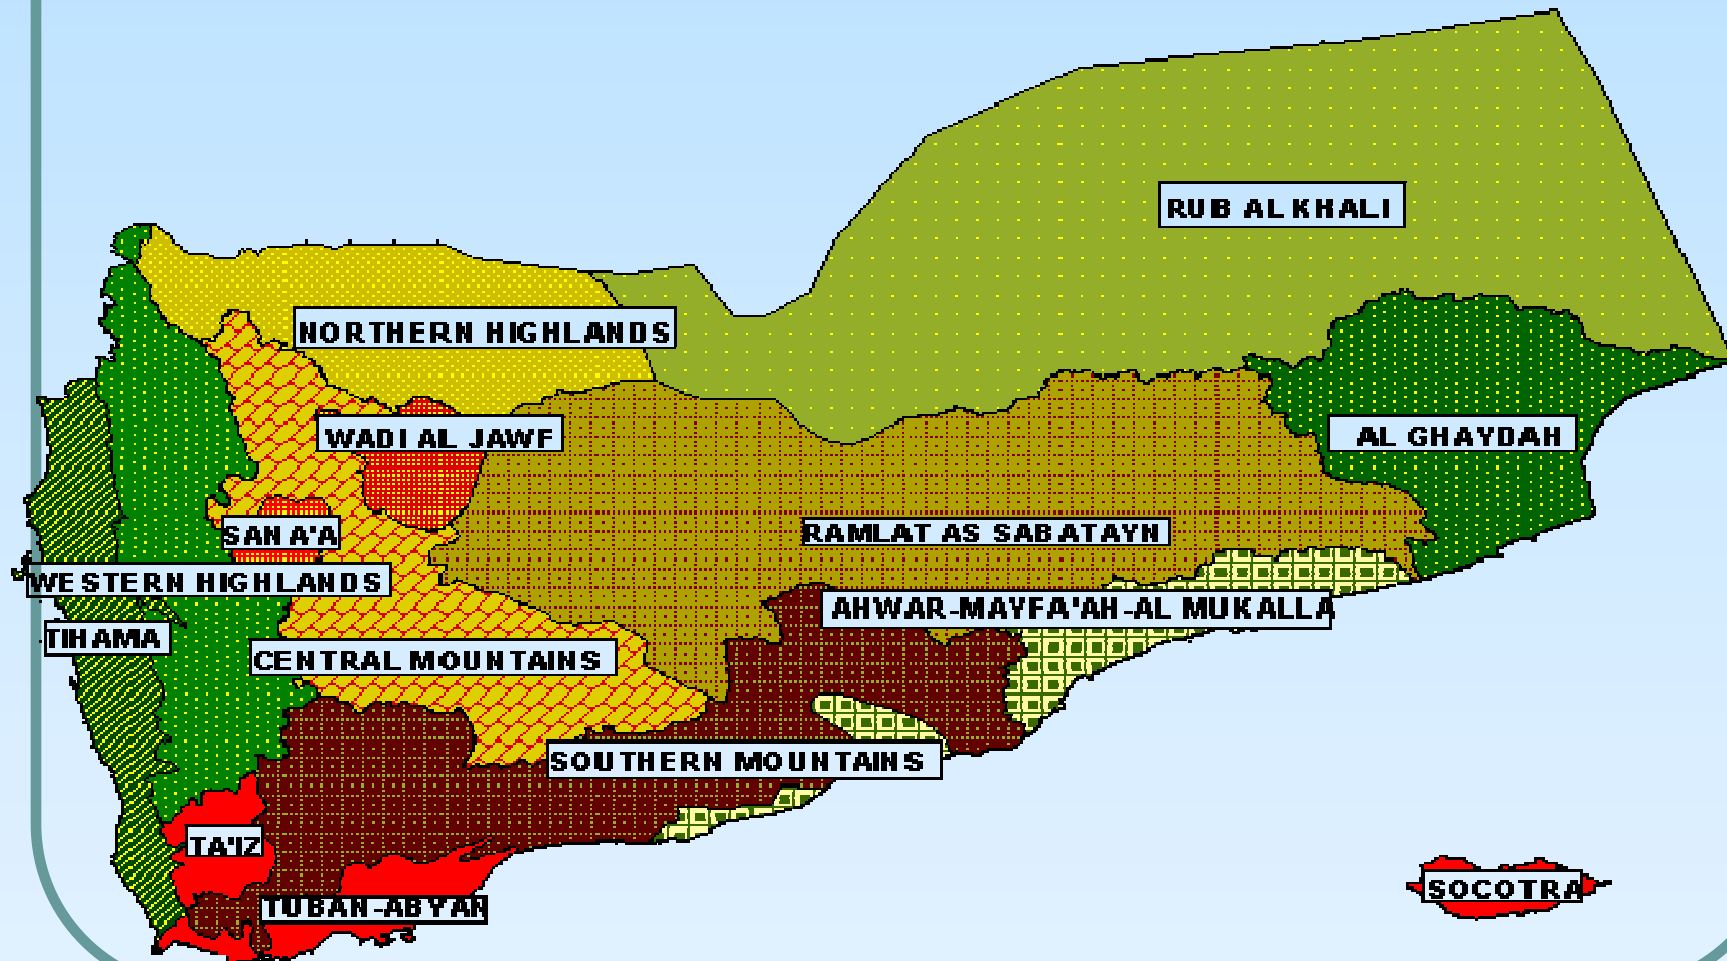 RUB AL KHALI
NORTHERN HIGHLANDS
WADI AL JAWF
AL GHAYDAH
SAN A'A
RAMLAT AS SABATAYN
WESTERN HIGHLANDS
AHWAR-MAYFA'AH-AL MUKALLA
TIHAMA
CENTRAL MOUNTAINS
SOUTHERN MOUNTAINS
TA'IZ
SOCOTRA
TUBAN-ABYAN